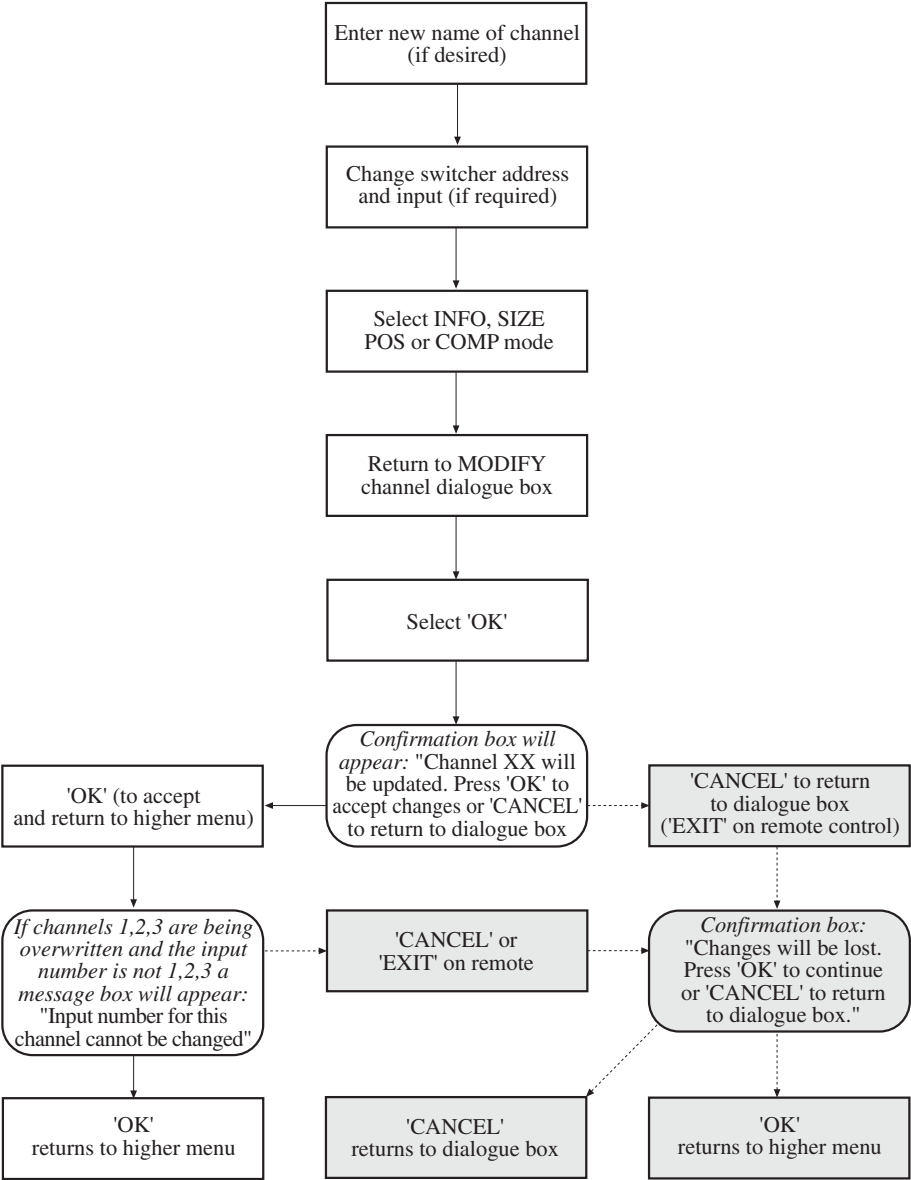 Enter new name of channel
(if desired)
Change switcher address
and input (if required)
Select INFO, SIZE
POS or COMP mode
Return to MODIFY
channel dialogue box
Select 'OK'
Confirmation box will
appear: "Channel XX will
be updated. Press 'OK' to
accept changes or 'CANCEL'
to return to dialogue box
'OK' (to accept
and return to higher menu)
'CANCEL' to return
to dialogue box
('EXIT' on remote control)
If channels 1,2,3 are being
overwritten and the input
number is not 1,2,3 a
message box will appear:
"Input number for this
channel cannot be changed"
'CANCEL' or
'EXIT' on remote
Confirmation box:
"Changes will be lost.
Press 'OK' to continue
or 'CANCEL' to return
to dialogue box."
'OK'
returns to higher menu
'CANCEL'
returns to dialogue box
'OK'
returns to higher menu